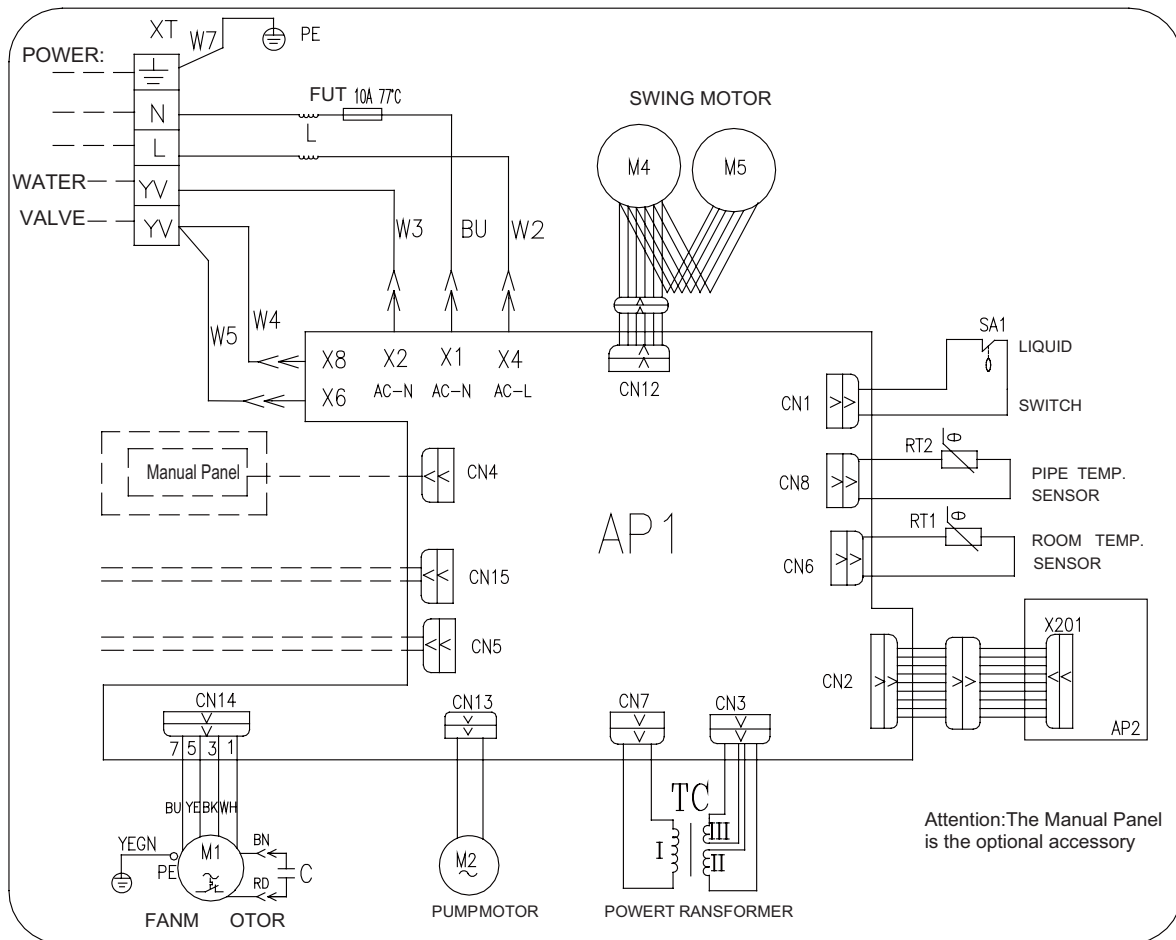 XT
W7
PE
POWER:
N
FUT 10A 77°C
L
L
SWING MOTOR
M4
M5
WATER
YV
VALVE
YV
W3
BU
W2
W5
W4
X8
X2
X1
X4
X6
AC-N
AC-N
AC-L
CN12
SA1
LIQUID
SWITCH
CN1
RT2
θ
CN8
PIPE TEMP.
SENSOR
RT1
θ
CN6
ROOM TEMP.
SENSOR
Manual Panel
CN4
AP1
CN15
CN5
X201
CN2
AP2
CN14
7 5 3 1
CN13
CN7
CN3
BU YE BK WH
YEGN
PE
M1
BN
RD
C
M2
TC
I
III
II
FANM OTOR
PUMPMOTOR
POWERT RANSFORMER
Attention:The Manual Panel
is the optional accessory